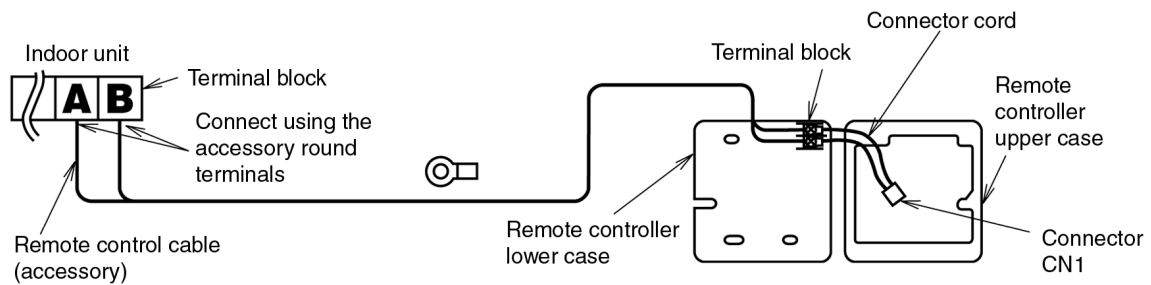 Indoor unit
A B
Terminal block
Connect using the
accessory round
terminals
Remote control cable
(accessory)
Connector cord
Terminal block
Remote
controller
upper case
Remote controller
lower case
Connector
CN1